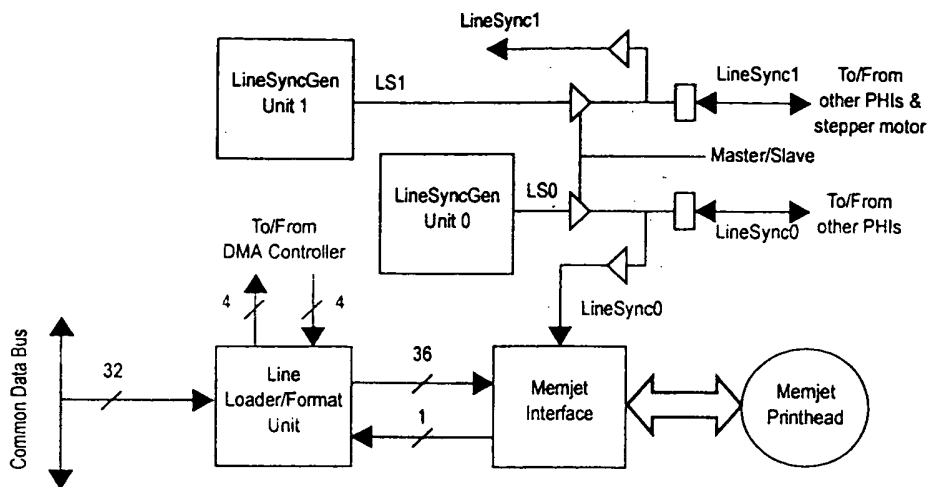 LineSync1
LineSyncGen
Unit 1
LS1
LineSync1
To/From
other PHIs &
stepper motor
Master/Slave
LineSyncGen
Unit 0
LS0
LineSync0
To/From
other PHIs
To/From
DMA Controller
4
4
LineSync0
Common Data Bus
32
Line
Loader/Format
Unit
36
1
Memjet
Interface
Memjet
Printhead